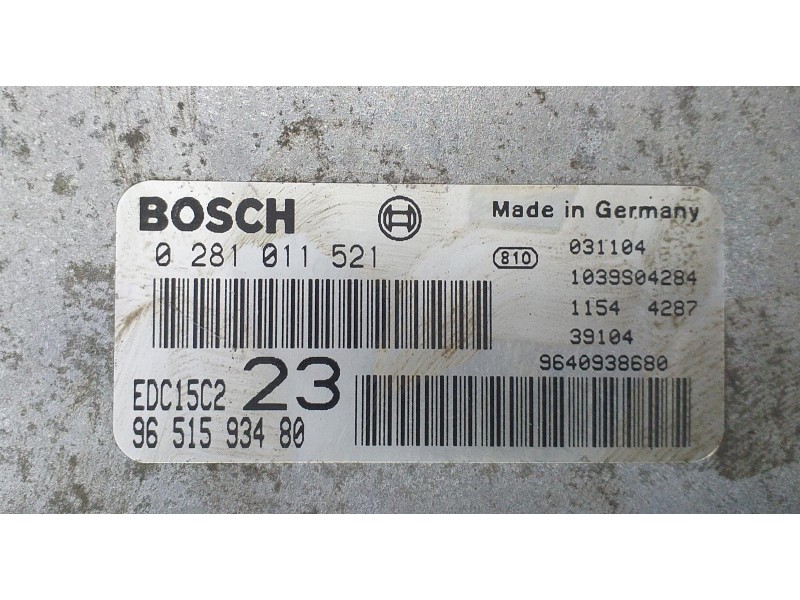 BOSCH
Made in Germany
0 281 011 521
810
031104
1039S04284
1154 4287
39104
9640938680
EDC15C2 23
96 515 934 80